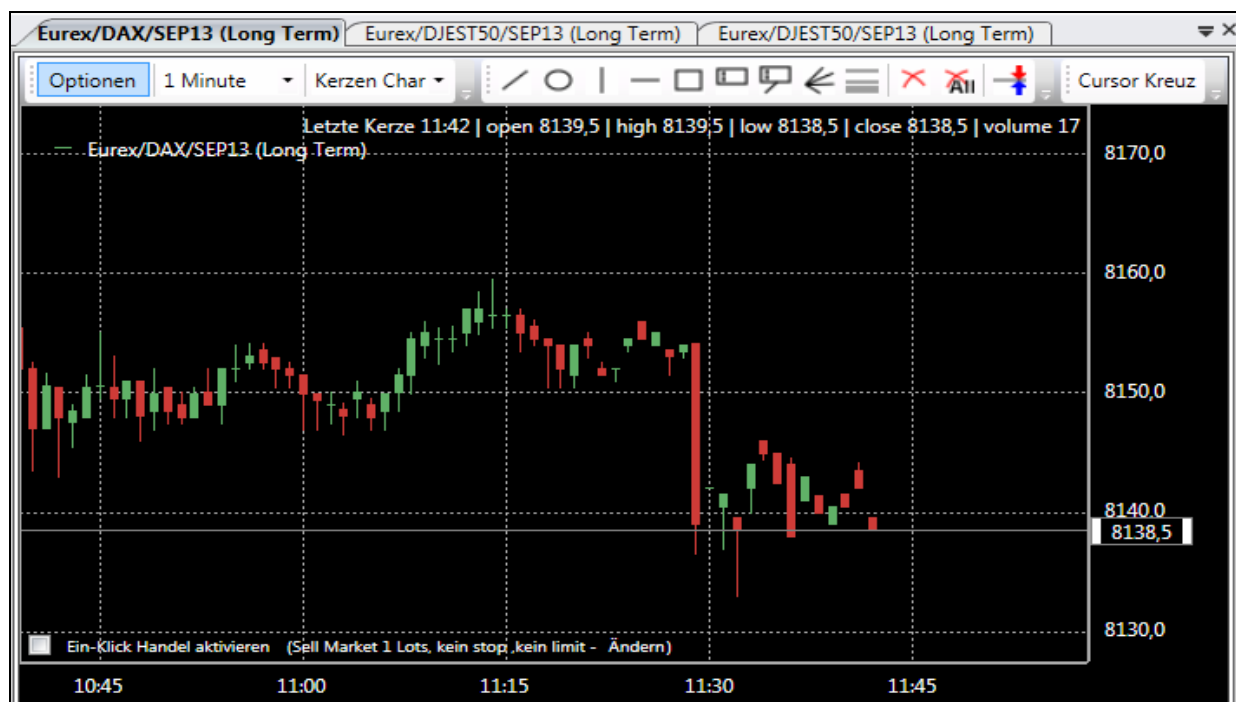 Eurex/DAX/SEP13 (Long Term) Eurex/DJEST50/SEP13 (Long Term) Eurex/DJEST50/SEP13 (Long Term)
Optionen 1 Minute Kerzen Char All Cursor Kreuz
Letzte Kerze 11:42 | open 8139,5 | high 8139,5 | low 8138,5 | close 8138,5 | volume 17
Eurex/DAX/SEP13 (Long Term)
8170,0
8160,0
8150,0
8140,0
8138,5
8130,0
Ein-Klick Handel aktivieren (Sell Market 1 Lots, kein stop ,kein limit - Ändern)
10:45 11:00 11:15 11:30 11:45